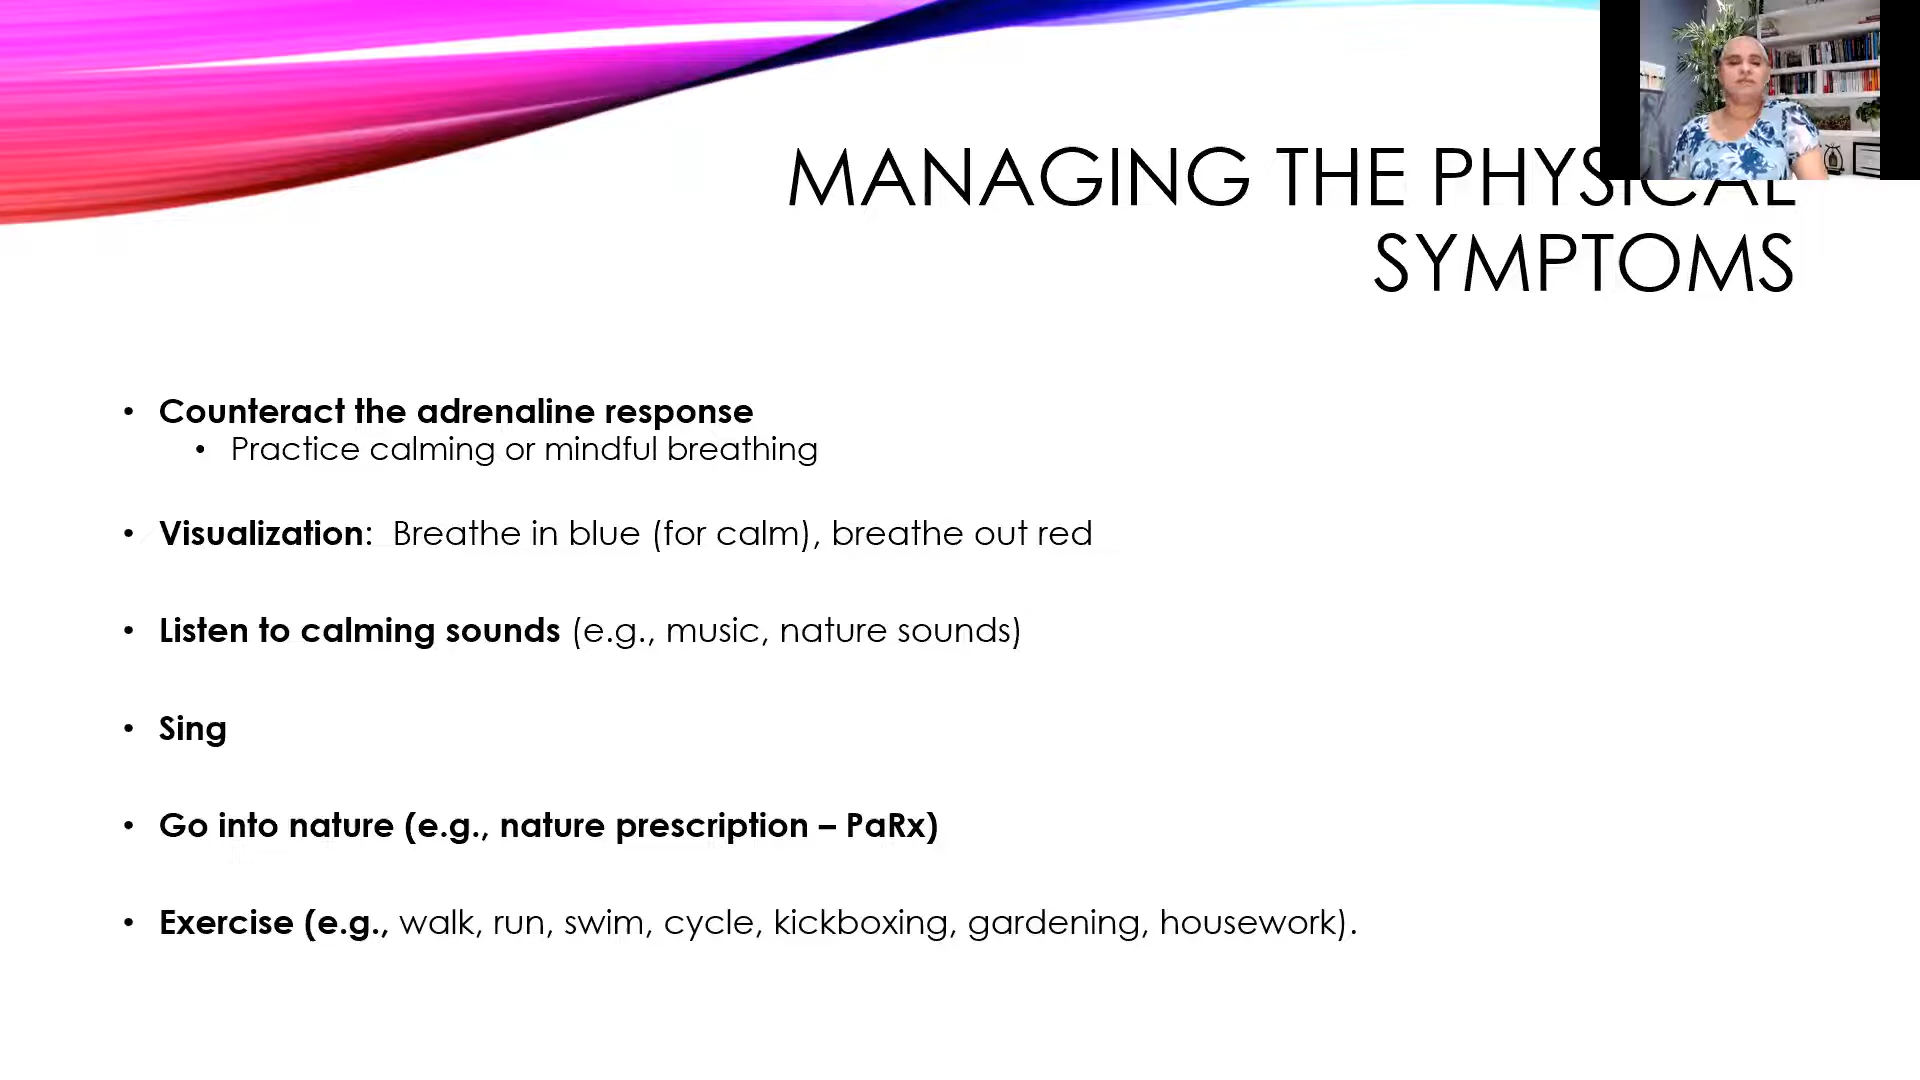 MANAGING THE PHYSICAL
SYMPTOMS
• Counteract the adrenaline response
• Practice calming or mindful breathing
• Visualization: Breathe in blue (for calm), breathe out red
• Listen to calming sounds (e.g., music, nature sounds)
• Sing
• Go into nature (e.g., nature prescription – PaRx)
• Exercise (e.g., walk, run, swim, cycle, kickboxing, gardening, housework).